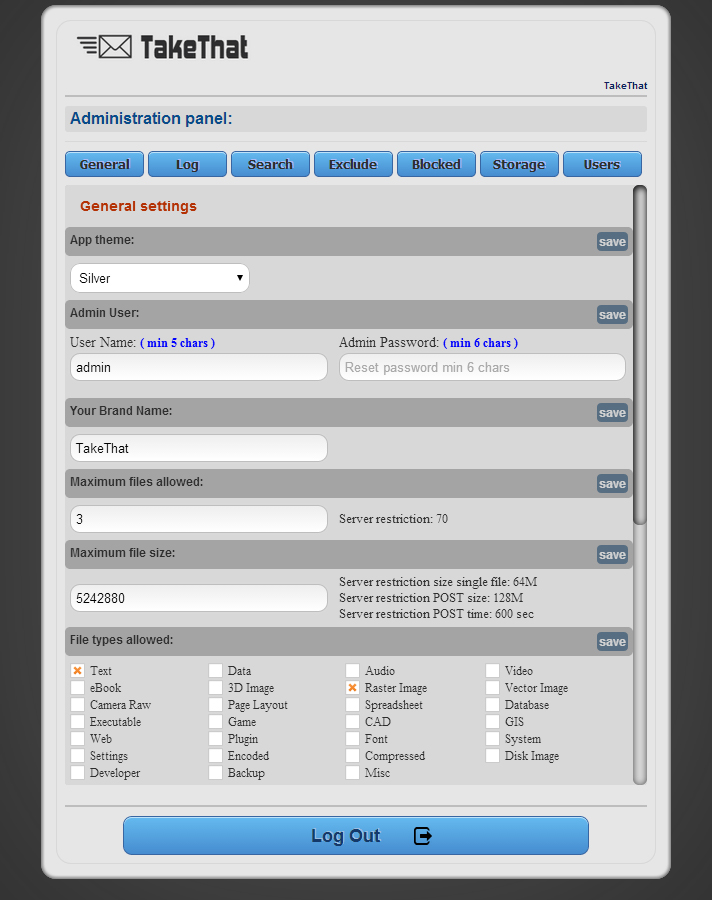 TakeThat
TakeThat
Administration panel:
General Log Search Exclude Blocked Storage Users
General settings
App theme: save
Silver
Admin User: save
User Name: ( min 5 chars ) Admin Password: ( min 6 chars )
admin Reset password min 6 chars
Your Brand Name: save
TakeThat
Maximum files allowed: save
3 Server restriction: 70
Maximum file size: save
Server restriction size single file: 64M
5242880 Server restriction POST size: 128M
Server restriction POST time: 600 sec
File types allowed: save
Text Data Audio Video
eBook 3D Image Raster Image Vector Image
Camera Raw Page Layout Spreadsheet Database
Executable Game CAD GIS
Web Plugin Font System
Settings Encoded Compressed Disk Image
Developer Backup Misc
Log Out